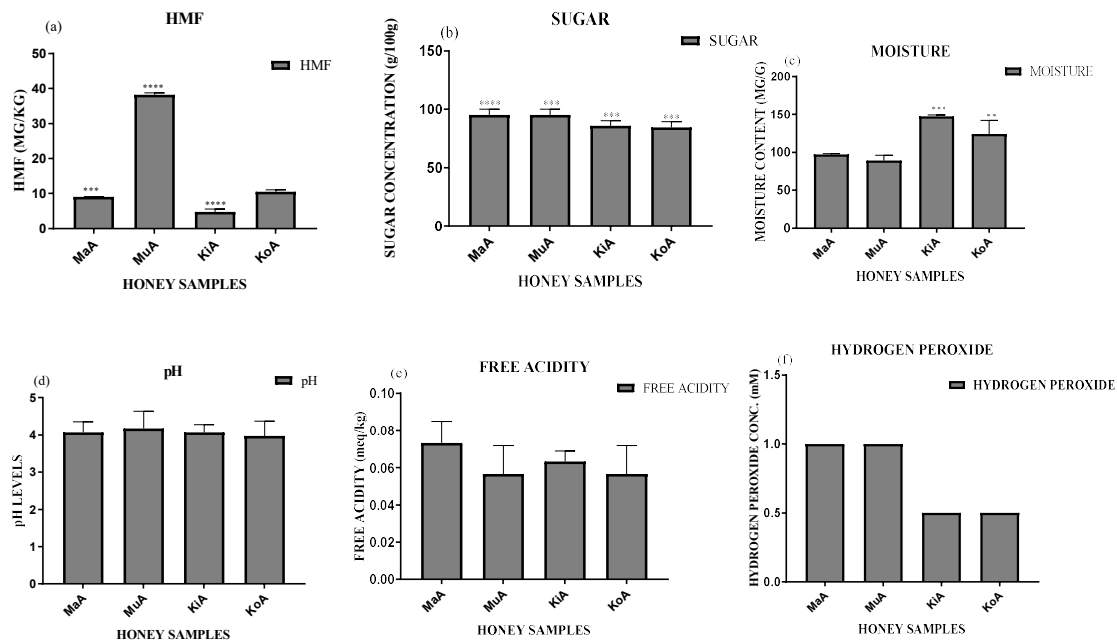 (a)
HMF
HMF
HMF (MG/KG)
50
40
30
20
10
0
***
****
****
MaA
MuA
KiA
KoA
HONEY SAMPLES
(b)
SUGAR
SUGAR
SUGAR CONCENTRATION (g/100g)
150
100
50
0
****
***
***
***
MaA
MuA
KiA
KoA
HONEY SAMPLES
(c)
MOISTURE
MOISTURE
MOISTURE CONTENT (MG/G)
200
150
100
50
0
***
**
MaA
MuA
KiA
KoA
HONEY SAMPLES
(d)
pH
pH
pH LEVELS
5
4
3
2
1
0
MaA
MuA
KiA
KoA
HONEY SAMPLES
(e)
FREE ACIDITY
FREE ACIDITY
FREE ACIDITY (meq/kg)
0.10
0.08
0.06
0.04
0.02
0.00
MaA
MuA
KiA
KoA
HONEY SAMPLES
(f)
HYDROGEN PEROXIDE
HYDROGEN PEROXIDE
HYDROGEN PEROXIDE CONC. (mM)
1.5
1.0
0.5
0.0
MaA
MuA
KiA
KoA
HONEY SAMPLES